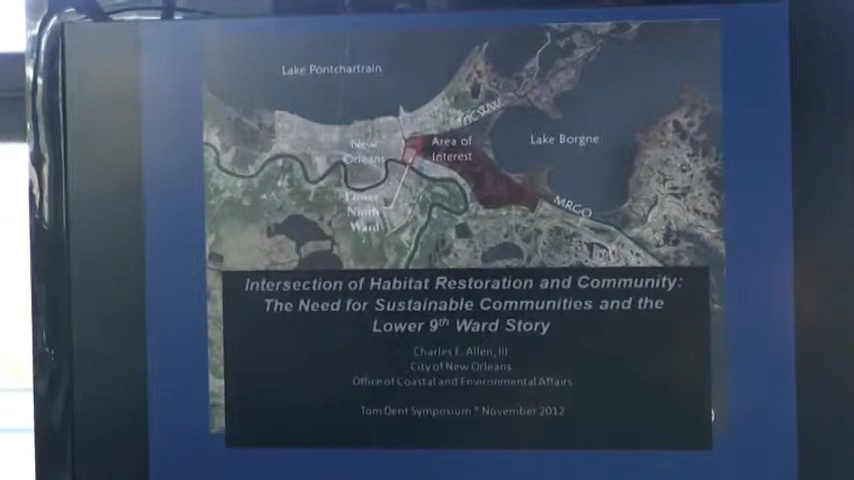 Lake Pontchartrain
GIWW
New
Orleans
Area of
Interest
Lake Borgne
Lower
Ninth
Ward
MRGO
Intersection of Habitat Restoration and Community:
The Need for Sustainable Communities and the
Lower 9th Ward Story
Charles E. Allen, III
City of New Orleans
Office of Coastal and Environmental Affairs
Tom Dent Symposium * November 2012